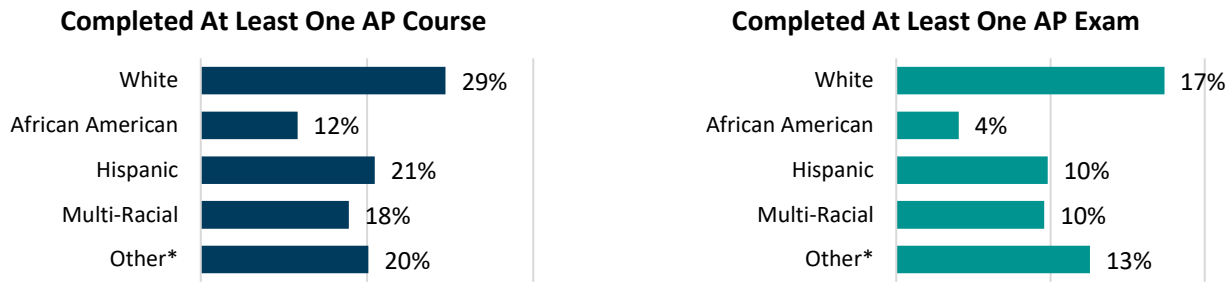 Completed At Least One AP Course
White 29%
African American 12%
Hispanic 21%
Multi-Racial 18%
Other* 20%
Completed At Least One AP Exam
White 17%
African American 4%
Hispanic 10%
Multi-Racial 10%
Other* 13%